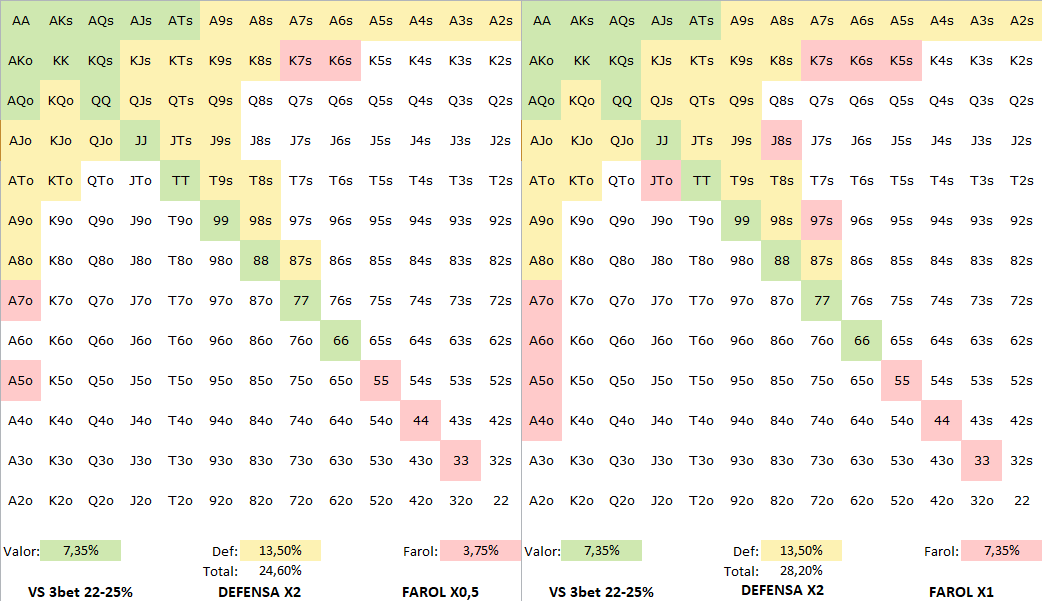 AA AKs AQs AJs ATs A9s A8s A7s A6s A5s A4s A3s A2s AA AKs AQs AJs ATs A9s A8s A7s A6s A5s A4s A3s A2s
AKo KK KQs KJs KTs K9s K8s K7s K6s K5s K4s K3s K2s AKo KK KQs KJs KTs K9s K8s K7s K6s K5s K4s K3s K2s
AQo KQo QQ QJs QTs Q9s Q8s Q7s Q6s Q5s Q4s Q3s Q2s AQo KQo QQ QJs QTs Q9s Q8s Q7s Q6s Q5s Q4s Q3s Q2s
AJo KJo QJo JJ JTs J9s J8s J7s J6s J5s J4s J3s J2s AJo KJo QJo JJ JTs J9s J8s J7s J6s J5s J4s J3s J2s
ATo KTo QTo JTo TT T9s T8s T7s T6s T5s T4s T3s T2s ATo KTo QTo JTo TT T9s T8s T7s T6s T5s T4s T3s T2s
A9o K9o Q9o J9o T9o 99 98s 97s 96s 95s 94s 93s 92s A9o K9o Q9o J9o T9o 99 98s 97s 96s 95s 94s 93s 92s
A8o K8o Q8o J8o T8o 98o 88 87s 86s 85s 84s 83s 82s A8o K8o Q8o J8o T8o 98o 88 87s 86s 85s 84s 83s 82s
A7o K7o Q7o J7o T7o 97o 87o 77 76s 75s 74s 73s 72s A7o K7o Q7o J7o T7o 97o 87o 77 76s 75s 74s 73s 72s
A6o K6o Q6o J6o T6o 96o 86o 76o 66 65s 64s 63s 62s A6o K6o Q6o J6o T6o 96o 86o 76o 66 65s 64s 63s 62s
A5o K5o Q5o J5o T5o 95o 85o 75o 65o 55 54s 53s 52s A5o K5o Q5o J5o T5o 95o 85o 75o 65o 55 54s 53s 52s
A4o K4o Q4o J4o T4o 94o 84o 74o 64o 54o 44 43s 42s A4o K4o Q4o J4o T4o 94o 84o 74o 64o 54o 44 43s 42s
A3o K3o Q3o J3o T3o 93o 83o 73o 63o 53o 43o 33 32s A3o K3o Q3o J3o T3o 93o 83o 73o 63o 53o 43o 33 32s
A2o K2o Q2o J2o T2o 92o 82o 72o 62o 52o 42o 32o 22 A2o K2o Q2o J2o T2o 92o 82o 72o 62o 52o 42o 32o 22
Valor: 7,35% Def: 13,50% Farol: 3,75% Valor: 7,35% Def: 13,50% Farol: 7,35%
Total: 24,60% Total: 28,20%
VS 3bet 22-25% DEFENSA X2 FAROL X0,5 VS 3bet 22-25% DEFENSA X2 FAROL X1